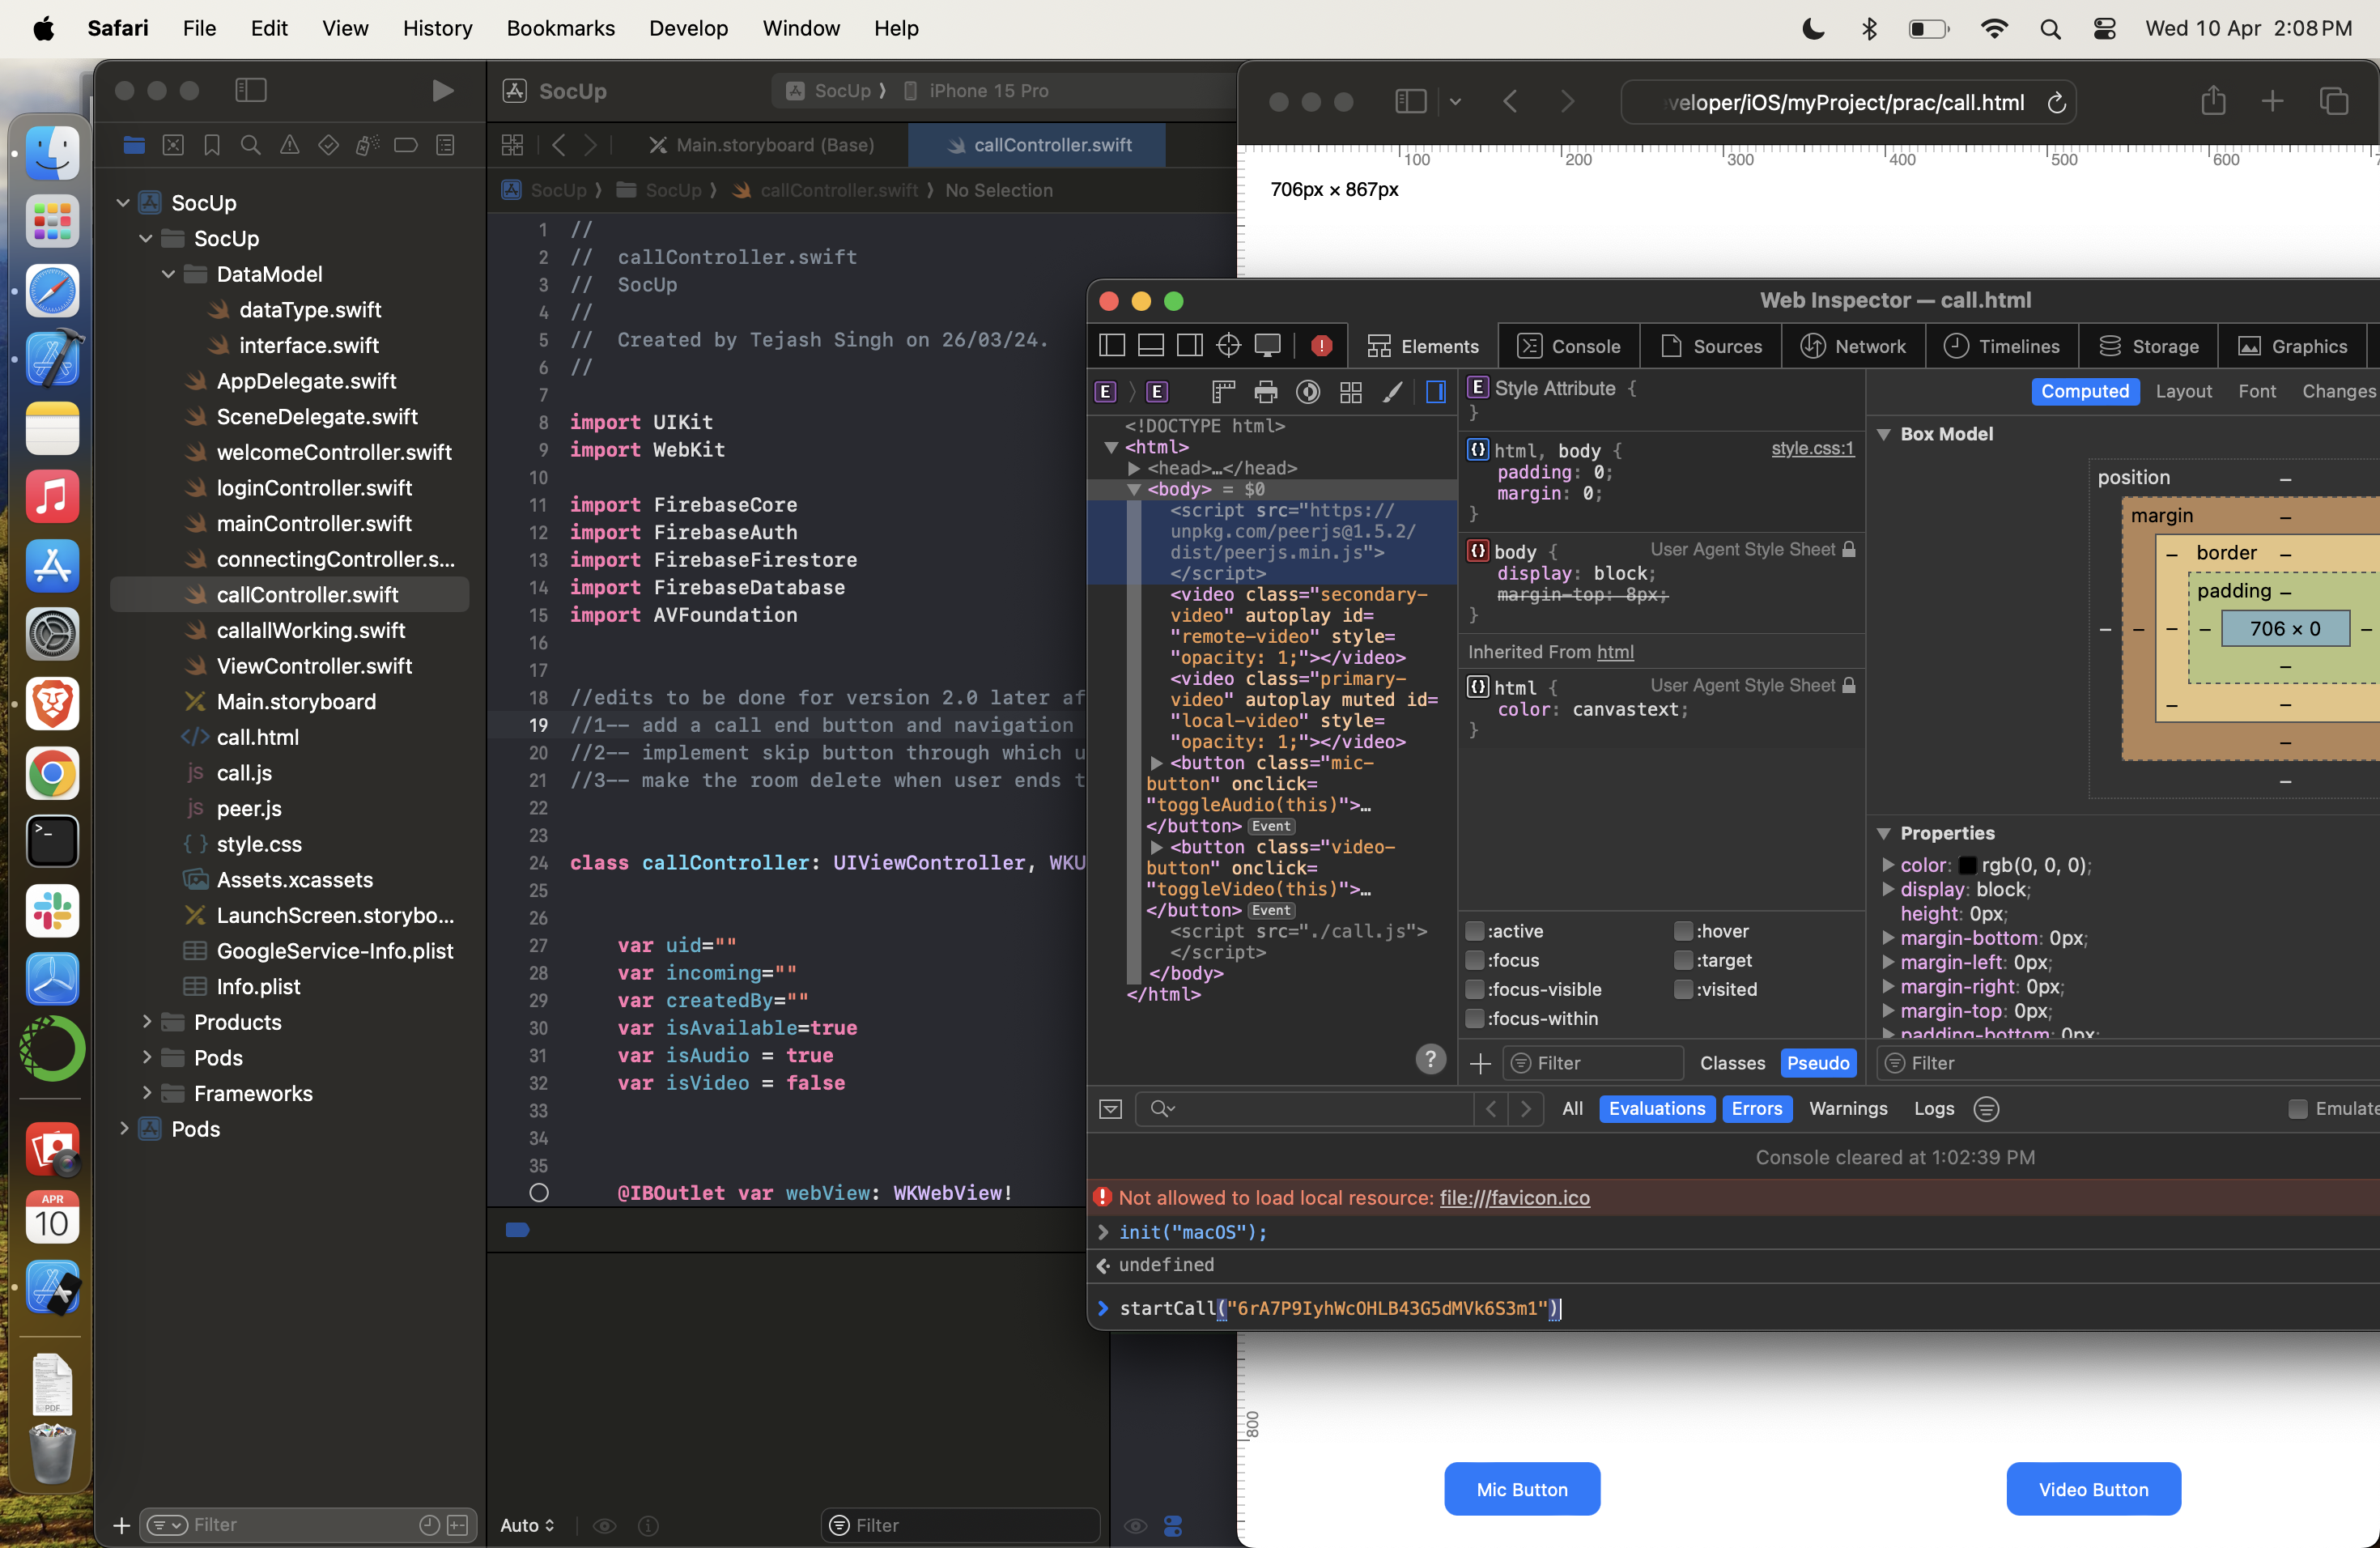 Safari File Edit View History Bookmarks Develop Window Help
Wed 10 Apr 2:08 PM
SocUp
SocUp
DataModel
dataType.swift
interface.swift
AppDelegate.swift
SceneDelegate.swift
welcomeController.swift
loginController.swift
mainController.swift
connectingController.s...
callController.swift
callallWorking.swift
ViewController.swift
Main.storyboard
</> call.html
js call.js
js peer.js
{ } style.css
Assets.xcassets
LaunchScreen.storybo...
GoogleService-Info.plist
Info.plist
Products
Pods
Frameworks
Pods
Filter
APR
10
PDF
SocUp
SocUp ⟩ iPhone 15 Pro
Main.storyboard (Base)
callController.swift
SocUp ⟩ SocUp ⟩ callController.swift ⟩ No Selection
1 //
2 //  callController.swift
3 //  SocUp
4 //
5 //  Created by Tejash Singh on 26/03/24.
6 //
7
8 import UIKit
9 import WebKit
10
11 import FirebaseCore
12 import FirebaseAuth
13 import FirebaseFirestore
14 import FirebaseDatabase
15 import AVFoundation
16
17
18 //edits to be done for version 2.0 later af
19 //1-- add a call end button and navigation
20 //2-- implement skip button through which u
21 //3-- make the room delete when user ends t
22
23
24 class callController: UIViewController, WKU
25
26
27 var uid=""
28 var incoming=""
29 var createdBy=""
30 var isAvailable=true
31 var isAudio = true
32 var isVideo = false
33
34
35
@IBOutlet var webView: WKWebView!
Auto
Filter
veloper/iOS/myProject/prac/call.html
100 200 300 400 500 600
706px × 867px
Web Inspector — call.html
Elements Console Sources Network Timelines Storage Graphics
E ⟩ E
<!DOCTYPE html>
<html>
<head>…</head>
<body> = $0
<script src="https://
unpkg.com/peerjs@1.5.2/
dist/peerjs.min.js">
</script>
<video class="secondary-
video" autoplay id=
"remote-video" style=
"opacity: 1;"></video>
<video class="primary-
video" autoplay muted id=
"local-video" style=
"opacity: 1;"></video>
<button class="mic-
button" onclick=
"toggleAudio(this)">…
</button> Event
<button class="video-
button" onclick=
"toggleVideo(this)">…
</button> Event
<script src="./call.js">
</script>
</body>
</html>
?
E Style Attribute {
}
{} html, body { style.css:1
padding: 0;
margin: 0;
}
{} body { User Agent Style Sheet
display: block;
margin-top: 8px;
}
Inherited From html
{} html { User Agent Style Sheet
color: canvastext;
}
:active :hover
:focus :target
:focus-visible :visited
:focus-within
Filter Classes Pseudo
Computed Layout Font Changes
Box Model
position –
margin –
– border –
padding –
– – – – 706 × 0 –
–
– –
–
–
Properties
color: rgb(0, 0, 0);
display: block;
height: 0px;
margin-bottom: 0px;
margin-left: 0px;
margin-right: 0px;
margin-top: 0px;
padding-bottom: 0px;
Filter
All Evaluations Errors Warnings Logs
Emulate
Console cleared at 1:02:39 PM
Not allowed to load local resource: file:///favicon.ico
init("macOS");
undefined
startCall("6rA7P9IyhWcOHLB43G5dMVk6S3m1")
800
Mic Button
Video Button